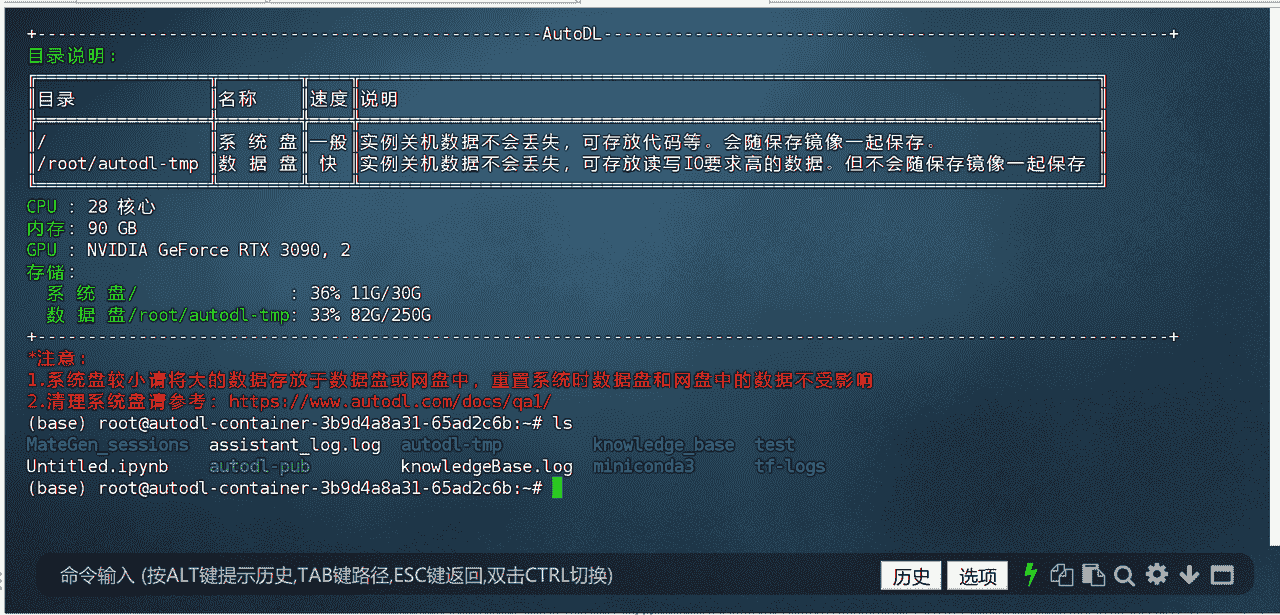 +--------------------------------------------------AutoDL--------------------------------------------------------+
目录说明:
目录 名称 速度 说明
/ 系 统 盘 一般 实例关机数据不会丢失，可存放代码等。会随保存镜像一起保存。
/root/autodl-tmp 数 据 盘 快 实例关机数据不会丢失，可存放读写IO要求高的数据。但不会随保存镜像一起保存
CPU : 28 核心
内存: 90 GB
GPU : NVIDIA GeForce RTX 3090, 2
存储:
系 统 盘/ : 36% 11G/30G
数 据 盘/root/autodl-tmp: 33% 82G/250G
+----------------------------------------------------------------------------------------------------------------+
*注意:
1.系统盘较小请将大的数据存放于数据盘或网盘中，重置系统时数据盘和网盘中的数据不受影响
2.清理系统盘请参考: https://www.autodl.com/docs/qa1/
(base) root@autodl-container-3b9d4a8a31-65ad2c6b:~# ls
MateGen_sessions assistant_log.log autodl-tmp knowledge_base test
Untitled.ipynb autodl-pub knowledgeBase.log miniconda3 tf-logs
(base) root@autodl-container-3b9d4a8a31-65ad2c6b:~#
命令输入 (按ALT键提示历史,TAB键路径,ESC键返回,双击CTRL切换) 历史 选项